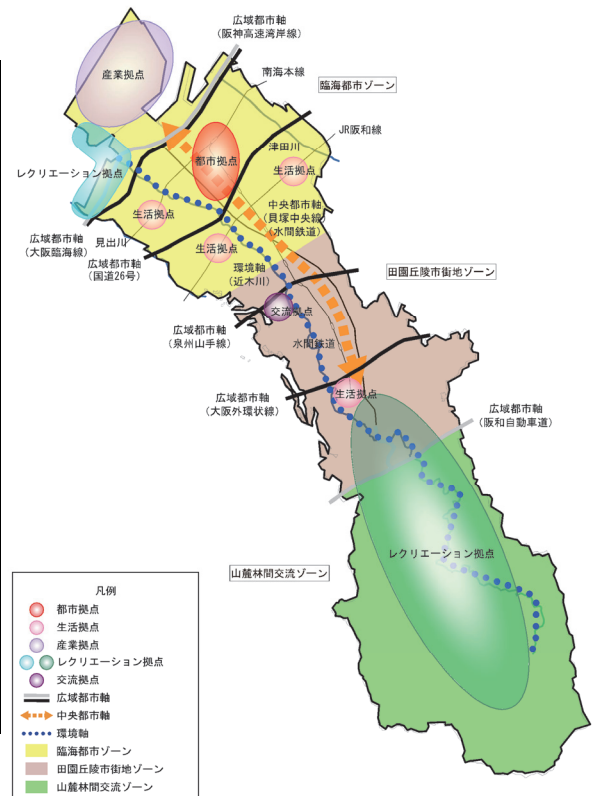 広域都市軸
(阪神高速湾岸線)
産業拠点
南海本線
臨海都市ゾーン
JR阪和線
津田川
都市拠点
生活拠点
レクリエーション拠点
中央都市軸
(貝塚中央線)
(水間鉄道)
生活拠点
広域都市軸
(大阪臨海線)
見出川
生活拠点
広域都市軸
(国道26号)
環境軸
(近木川)
田園丘陵市街地ゾーン
交流拠点
広域都市軸
(泉州山手線)
水間鉄道
生活拠点
広域都市軸
(大阪外環状線)
広域都市軸
(阪和自動車道)
レクリエーション拠点
山麓林間交流ゾーン
凡例
都市拠点
生活拠点
産業拠点
レクリエーション拠点
交流拠点
広域都市軸
中央都市軸
環境軸
臨海都市ゾーン
田園丘陵市街地ゾーン
山麓林間交流ゾーン